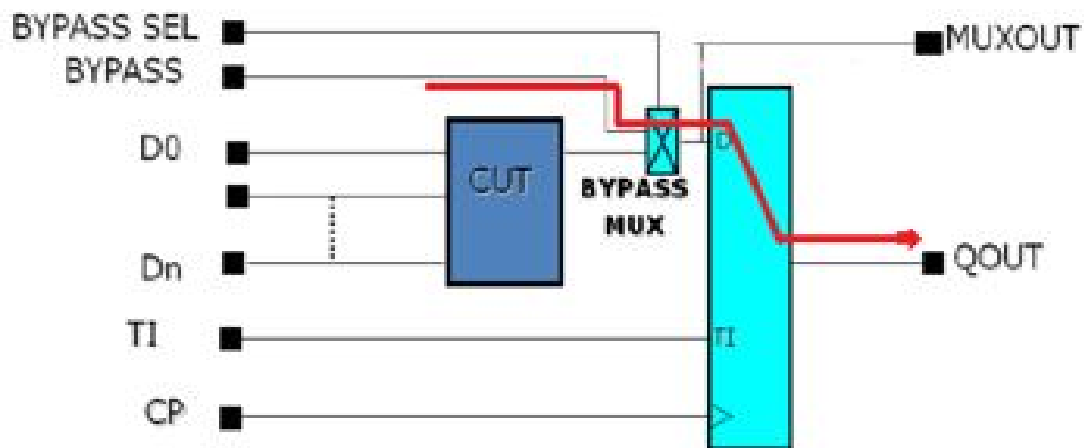 BYPASS SEL
MUXOUT
BYPASS
D0
D
CUT
BYPASS
MUX
QOUT
Dn
TI
TI
CP